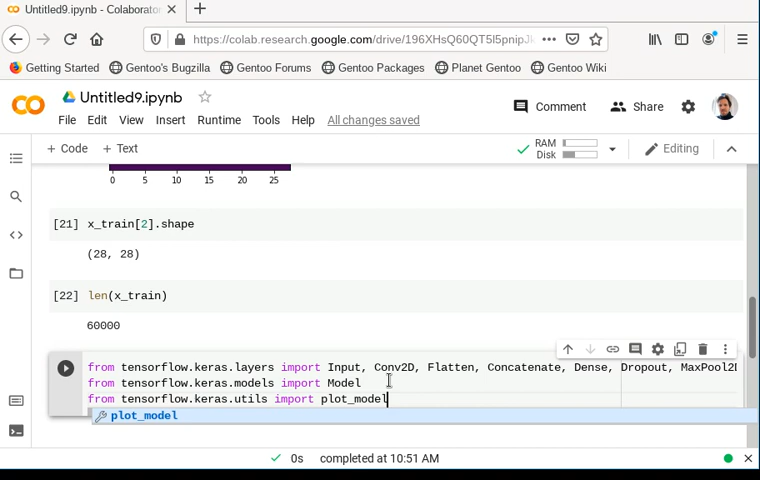 Untitled9.ipynb - Colaborator
https://colab.research.google.com/drive/196XHsQ60QT5l5pnipJ
Getting Started
Gentoo's Bugzilla
Gentoo Forums
Gentoo Packages
Planet Gentoo
Gentoo Wiki
CO
Untitled9.ipynb
Comment
Share
File Edit View Insert Runtime Tools Help All changes saved
+ Code + Text
RAM
Disk
Editing
0 5 10 15 20 25
[21] x_train[2].shape
(28, 28)
[22] len(x_train)
60000
from tensorflow.keras.layers import Input, Conv2D, Flatten, Concatenate, Dense, Dropout, MaxPool2D
from tensorflow.keras.models import Model
from tensorflow.keras.utils import plot_model
plot_model
0s completed at 10:51 AM